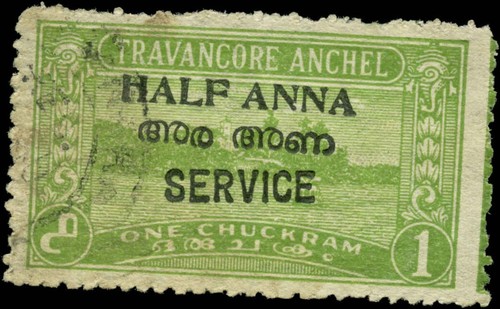 TRAVANCORE ANCHEL
HALF ANNA
അര അണ
SERVICE
ONE CHUCKRAM
1